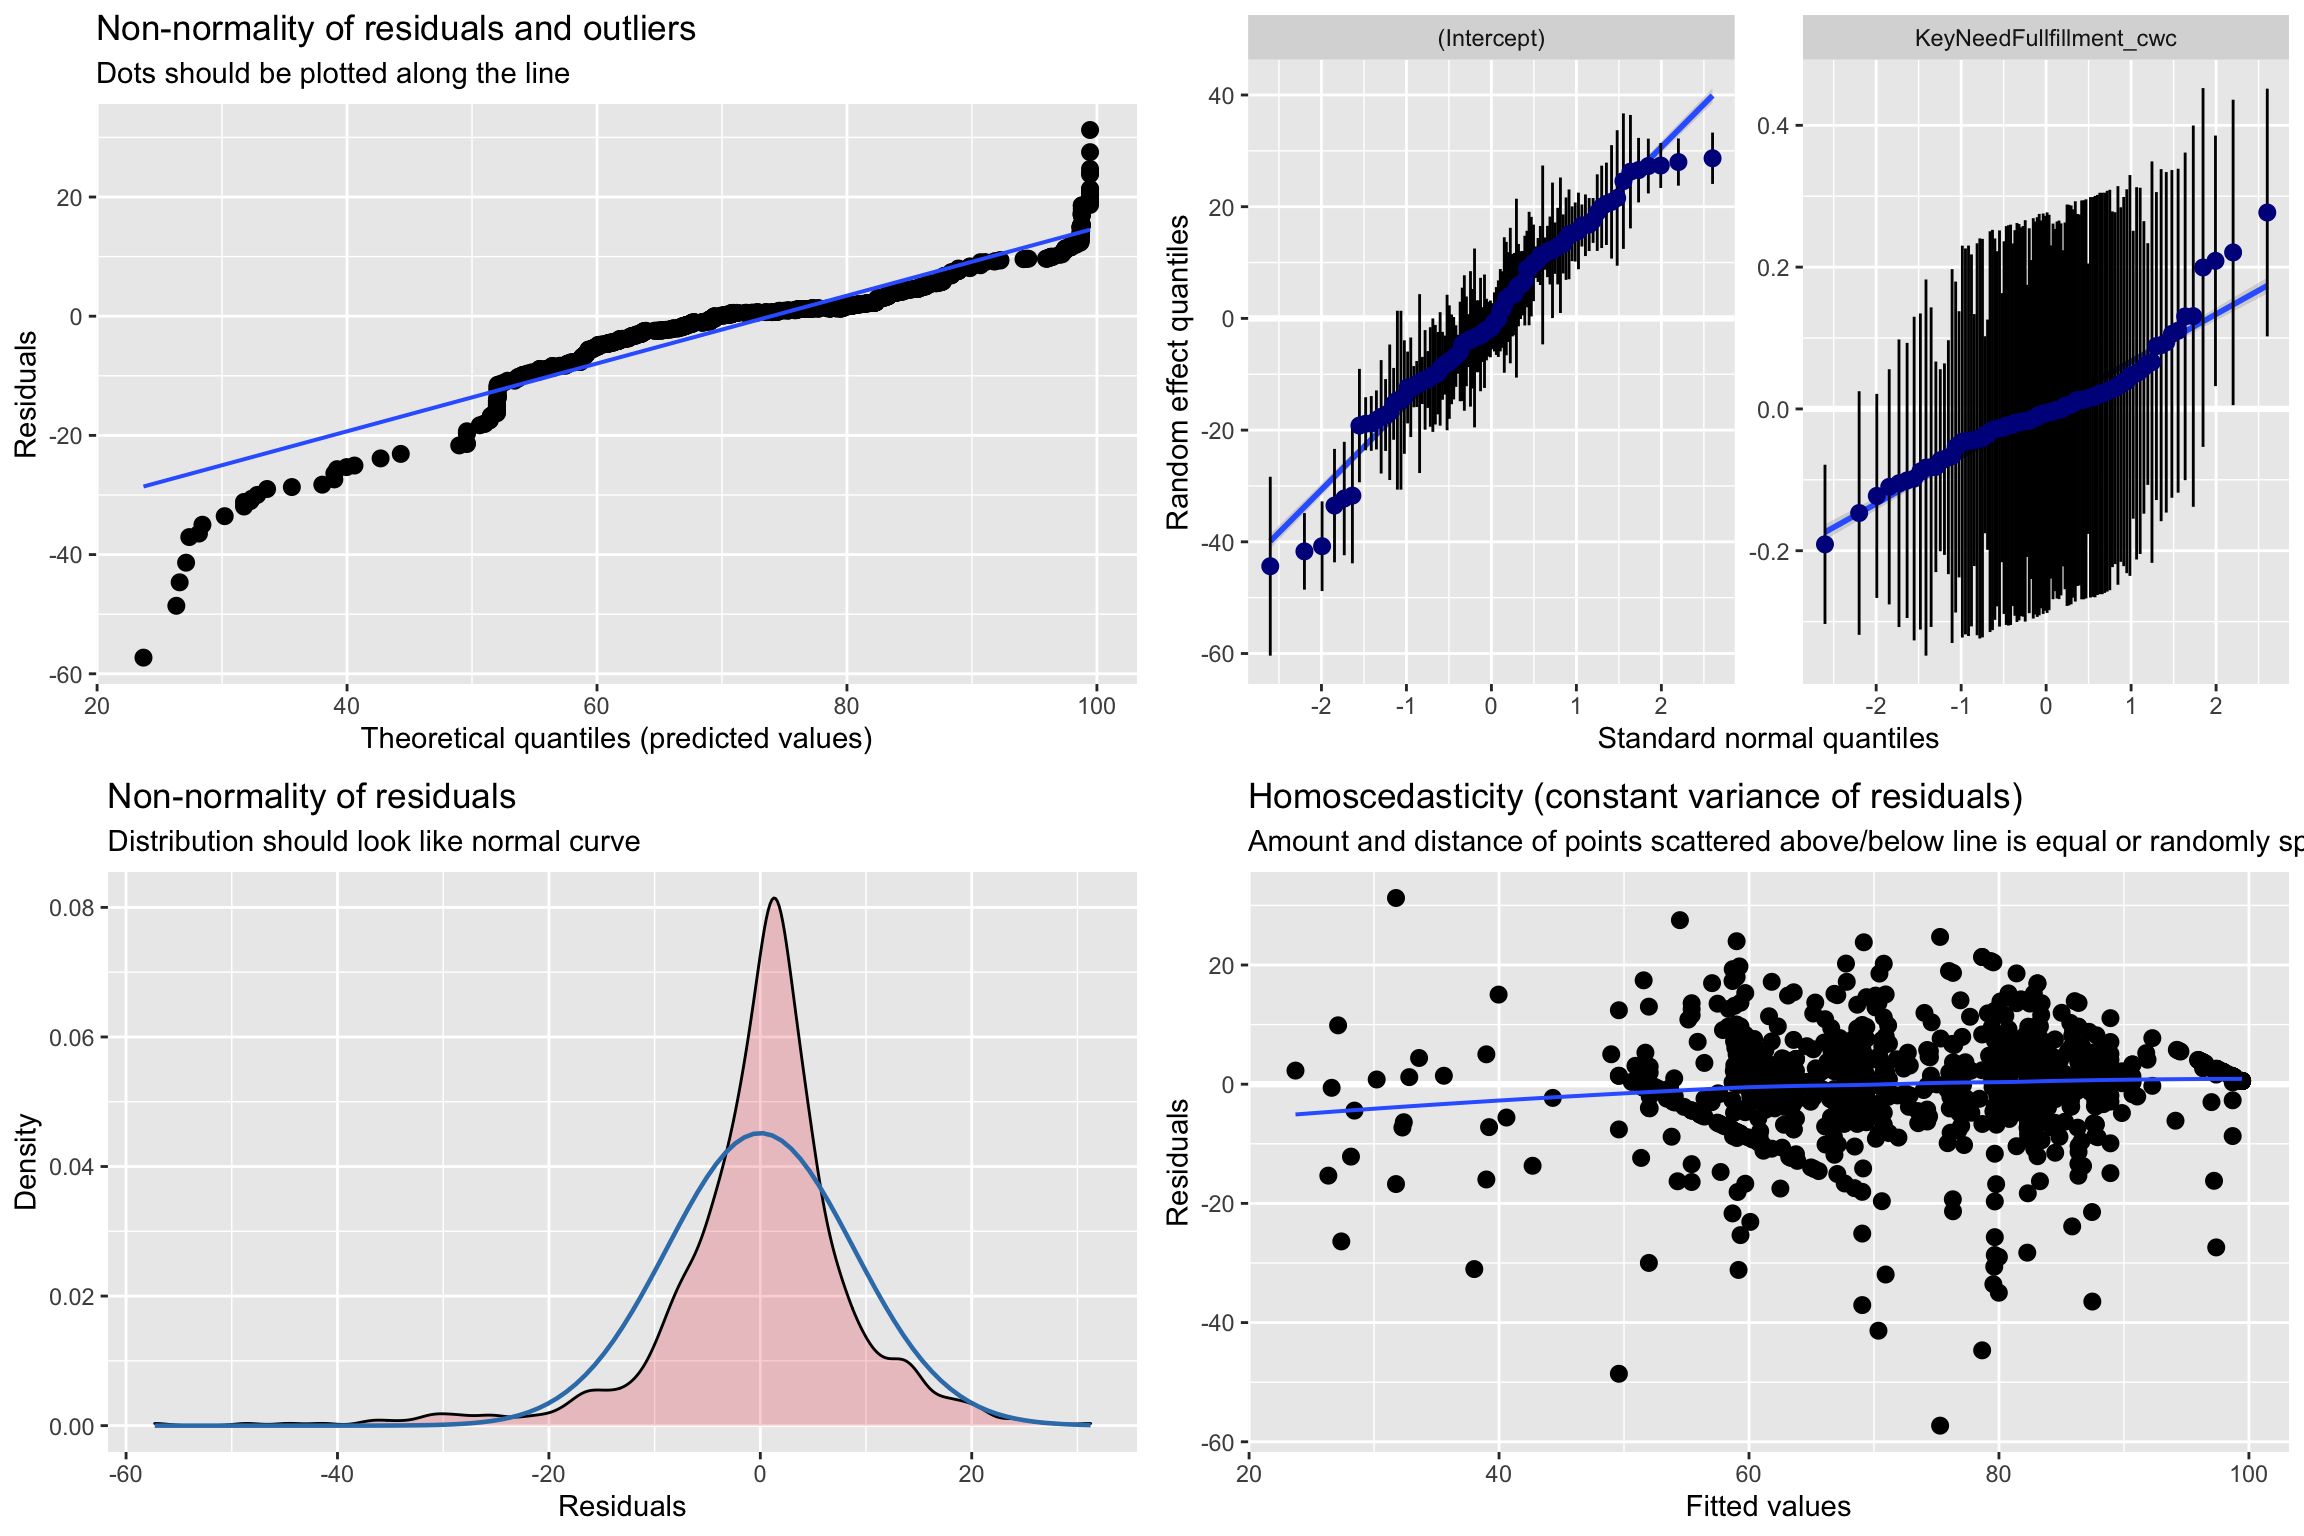 Non-normality of residuals and outliers
Dots should be plotted along the line
20
0
-20
-40
-60
20 40 60 80 100
Residuals
Theoretical quantiles (predicted values)
(Intercept)
KeyNeedFullfillment_cwc
40
20
0
-20
-40
-60
-2 -1 0 1 2
0.4
0.2
0.0
-0.2
-2 -1 0 1 2
Random effect quantiles
Standard normal quantiles
Non-normality of residuals
Distribution should look like normal curve
0.08
0.06
0.04
0.02
0.00
-60 -40 -20 0 20
Density
Residuals
Homoscedasticity (constant variance of residuals)
Amount and distance of points scattered above/below line is equal or randomly sp
20
0
-20
-40
-60
20 40 60 80 100
Residuals
Fitted values